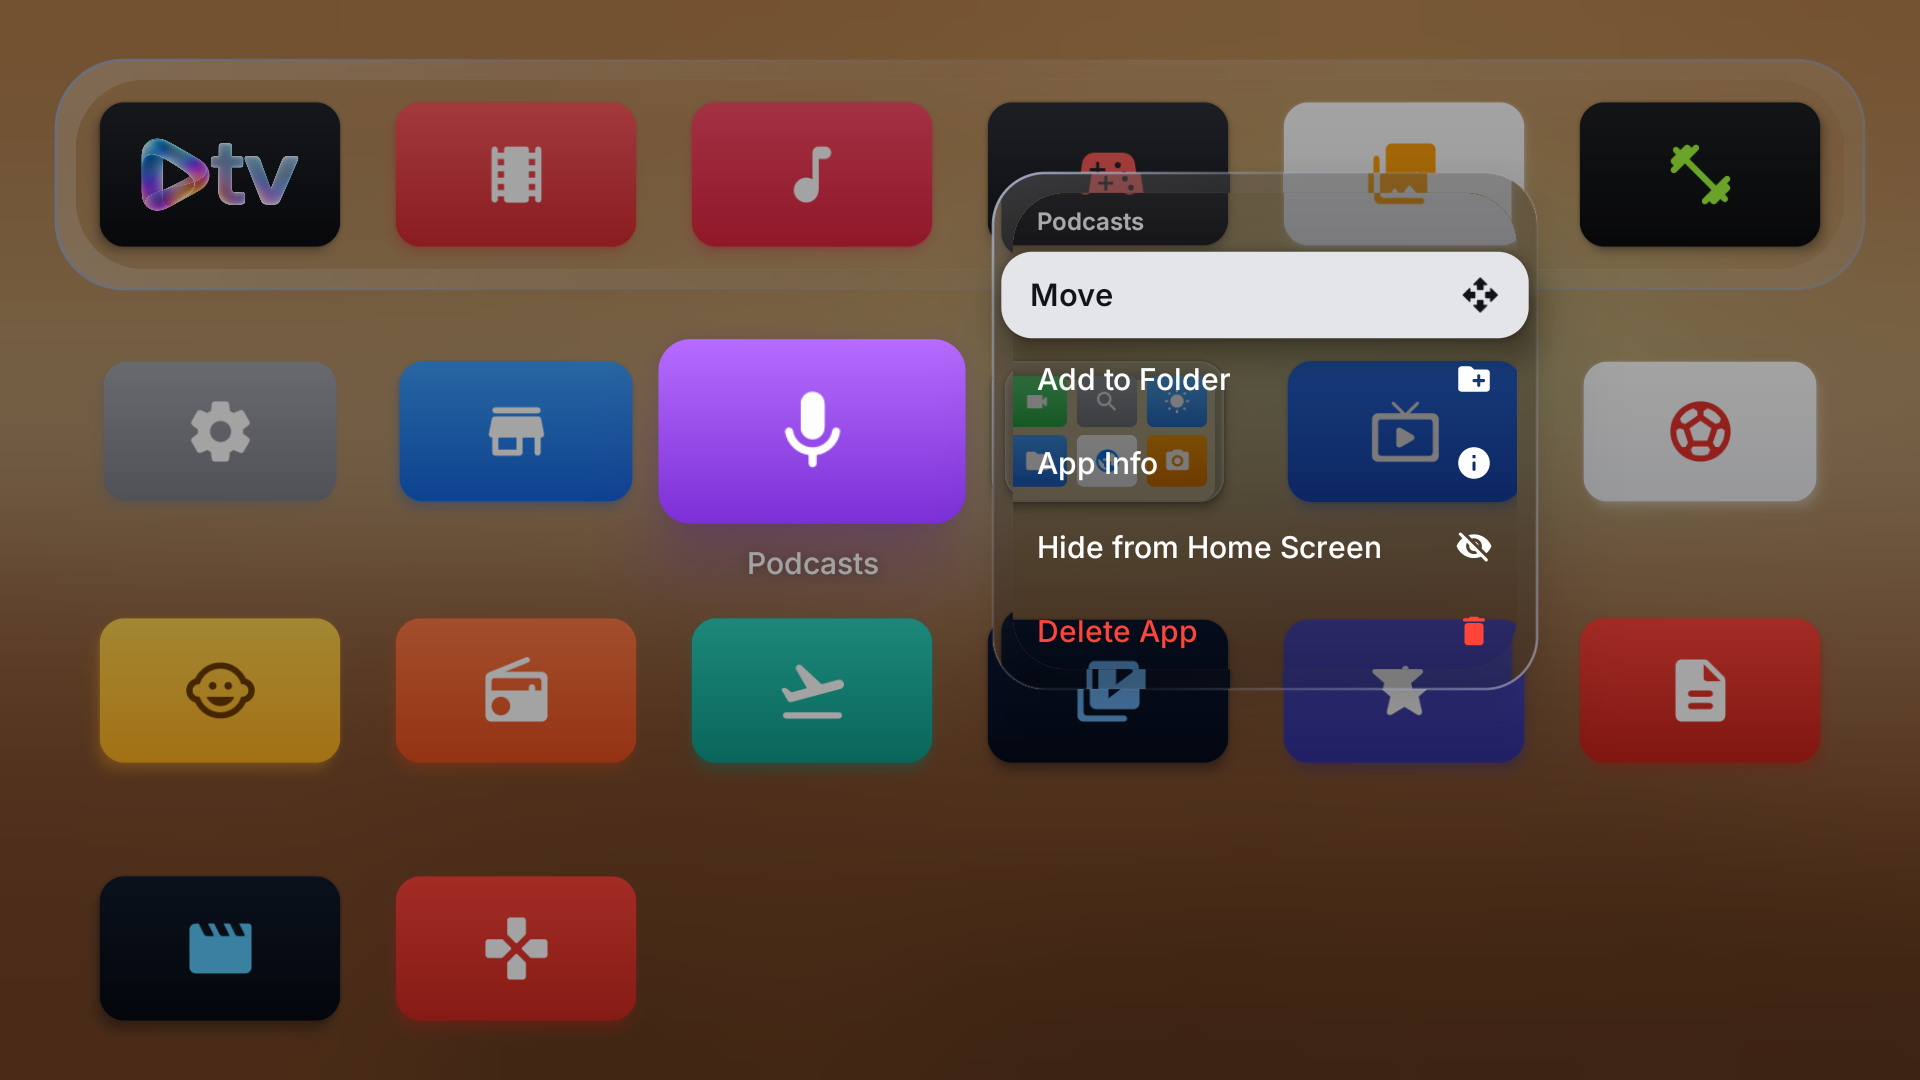 tv
Podcasts
Move
Add to Folder
App Info
Podcasts
Hide from Home Screen
Delete App